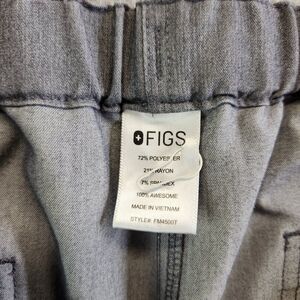 FIGS
72% POLYESTER
21% RAYON
7% SPANDEX
100% AWESOME
MADE IN VIETNAM
STYLE#: FM4500T